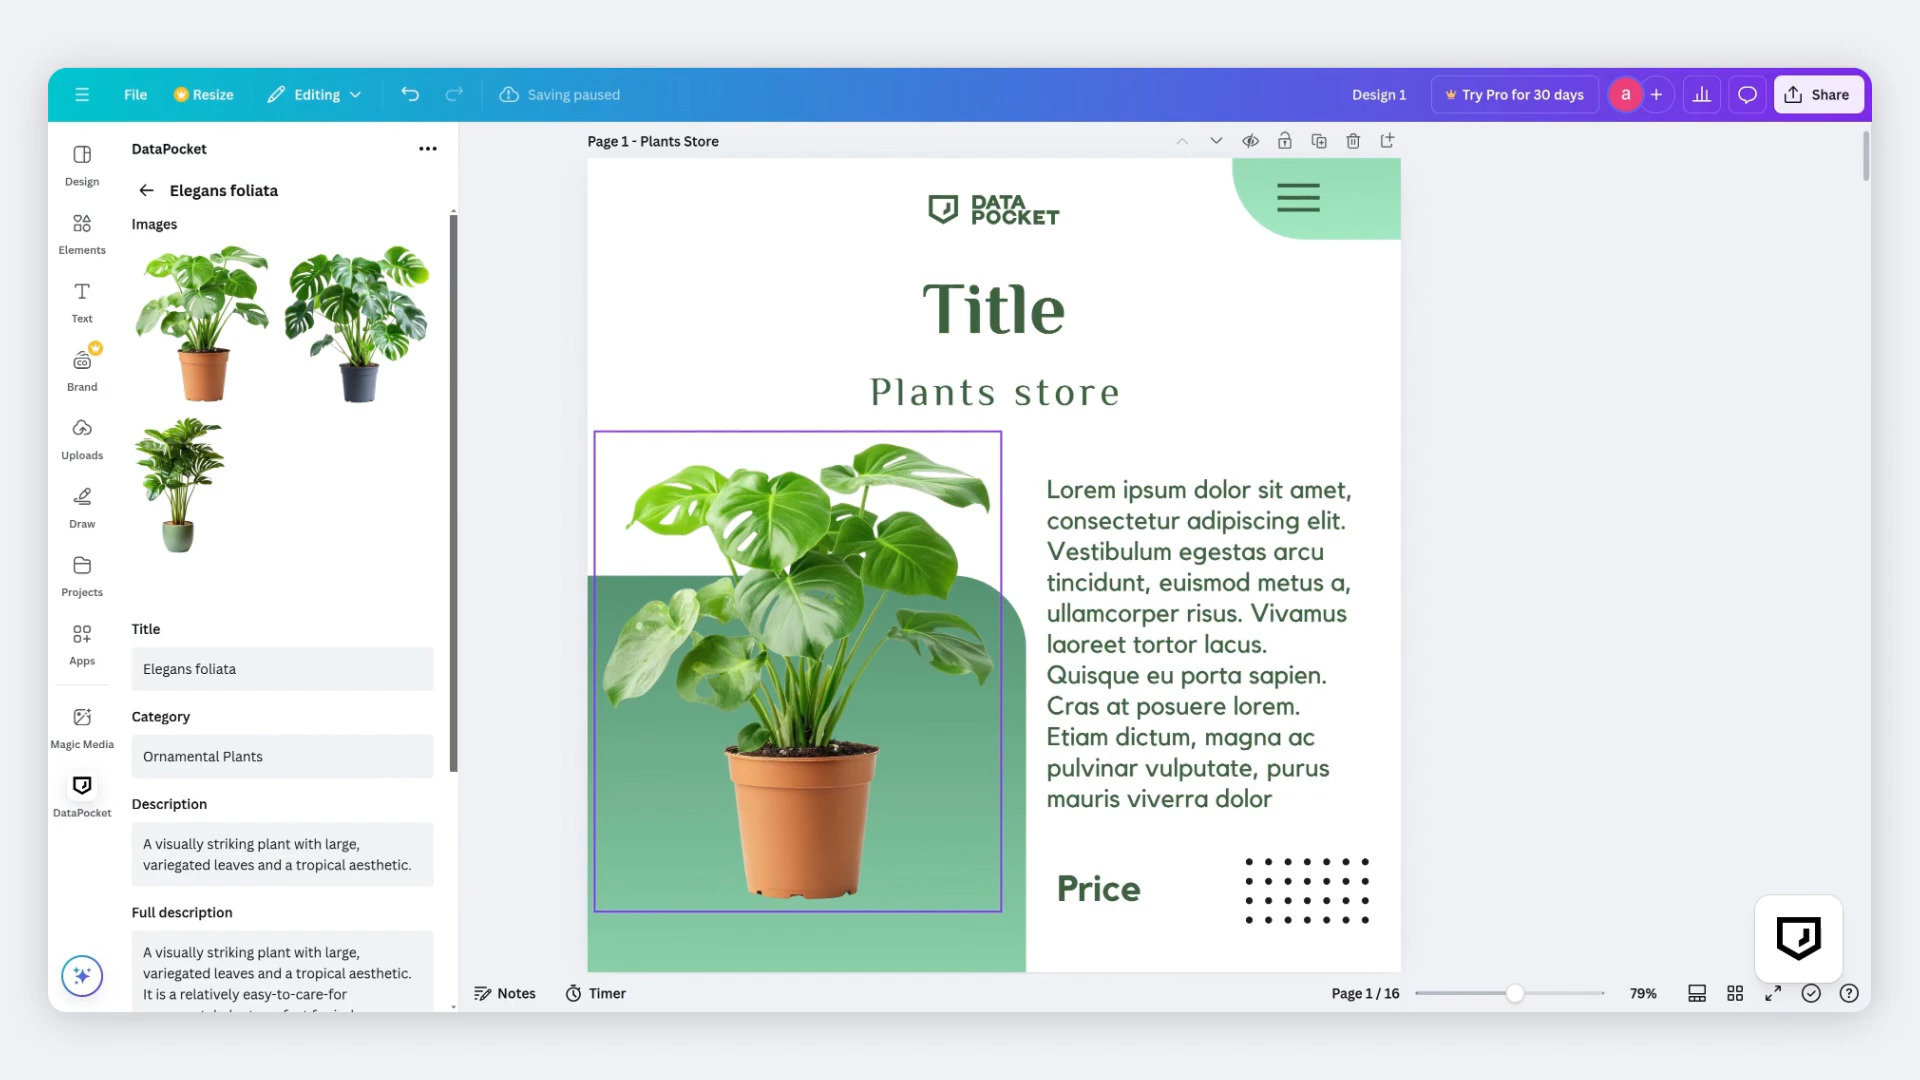 File
Resize
Editing
Saving paused
Design 1
Try Pro for 30 days
a
Share
Design
Elements
Text
CO
Brand
Uploads
Draw
Projects
Apps
Magic Media
DataPocket
DataPocket
Elegans foliata
Images
Title
Elegans foliata
Category
Ornamental Plants
Description
A visually striking plant with large,
variegated leaves and a tropical aesthetic.
Full description
A visually striking plant with large,
variegated leaves and a tropical aesthetic.
It is a relatively easy-to-care-for
Page 1 - Plants Store
DATA
POCKET
Title
Plants store
Lorem ipsum dolor sit amet,
consectetur adipiscing elit.
Vestibulum egestas arcu
tincidunt, euismod metus a,
ullamcorper risus. Vivamus
laoreet tortor lacus.
Quisque eu porta sapien.
Cras at posuere lorem.
Etiam dictum, magna ac
pulvinar vulputate, purus
mauris viverra dolor
Price
Notes
Timer
Page 1 / 16
79%